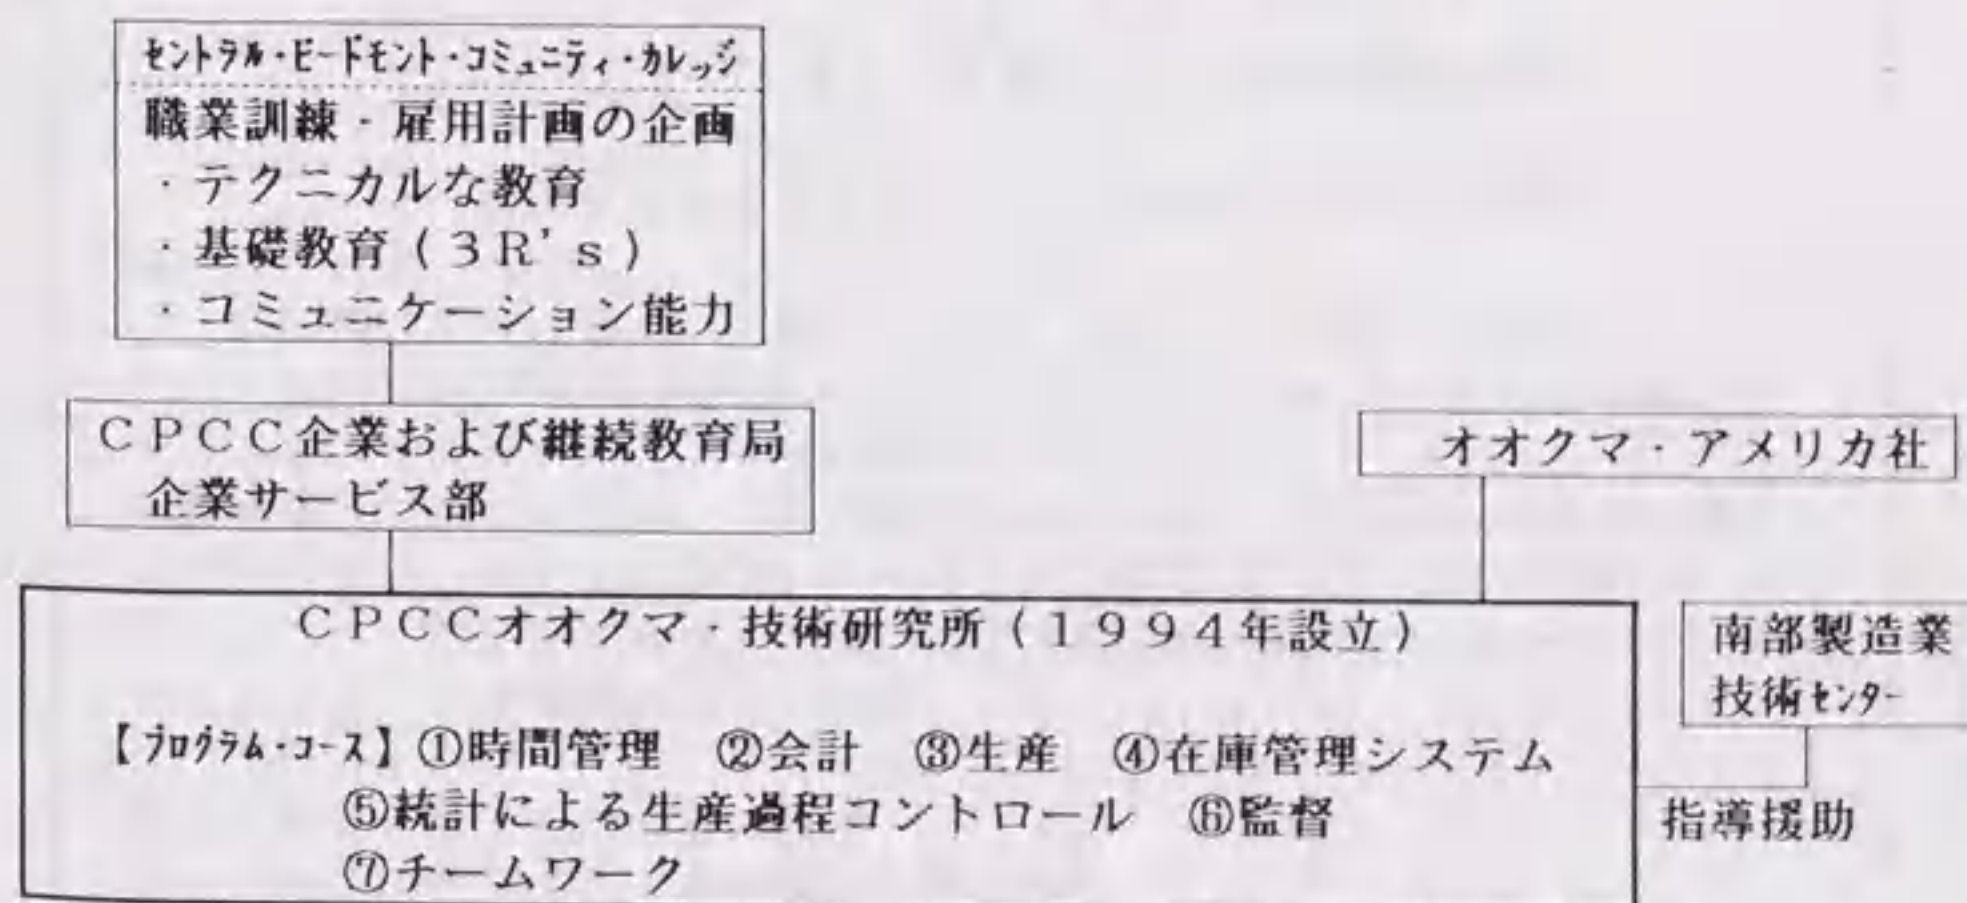 セントラル・ピードモント・コミュニティ・カレッジ
職業訓練・雇用計画の企画
・テクニカルな教育
・基礎教育（３Ｒ’ｓ）
・コミュニケーション能力
ＣＰＣＣ企業および継続教育局
企業サービス部
オオクマ・アメリカ社
ＣＰＣＣオオクマ・技術研究所（１９９４年設立）
南部製造業
技術センター
【プログラム・コース】①時間管理　②会計　③生産　④在庫管理システム
⑤統計による生産過程コントロール　⑥監督
⑦チームワーク
指導援助